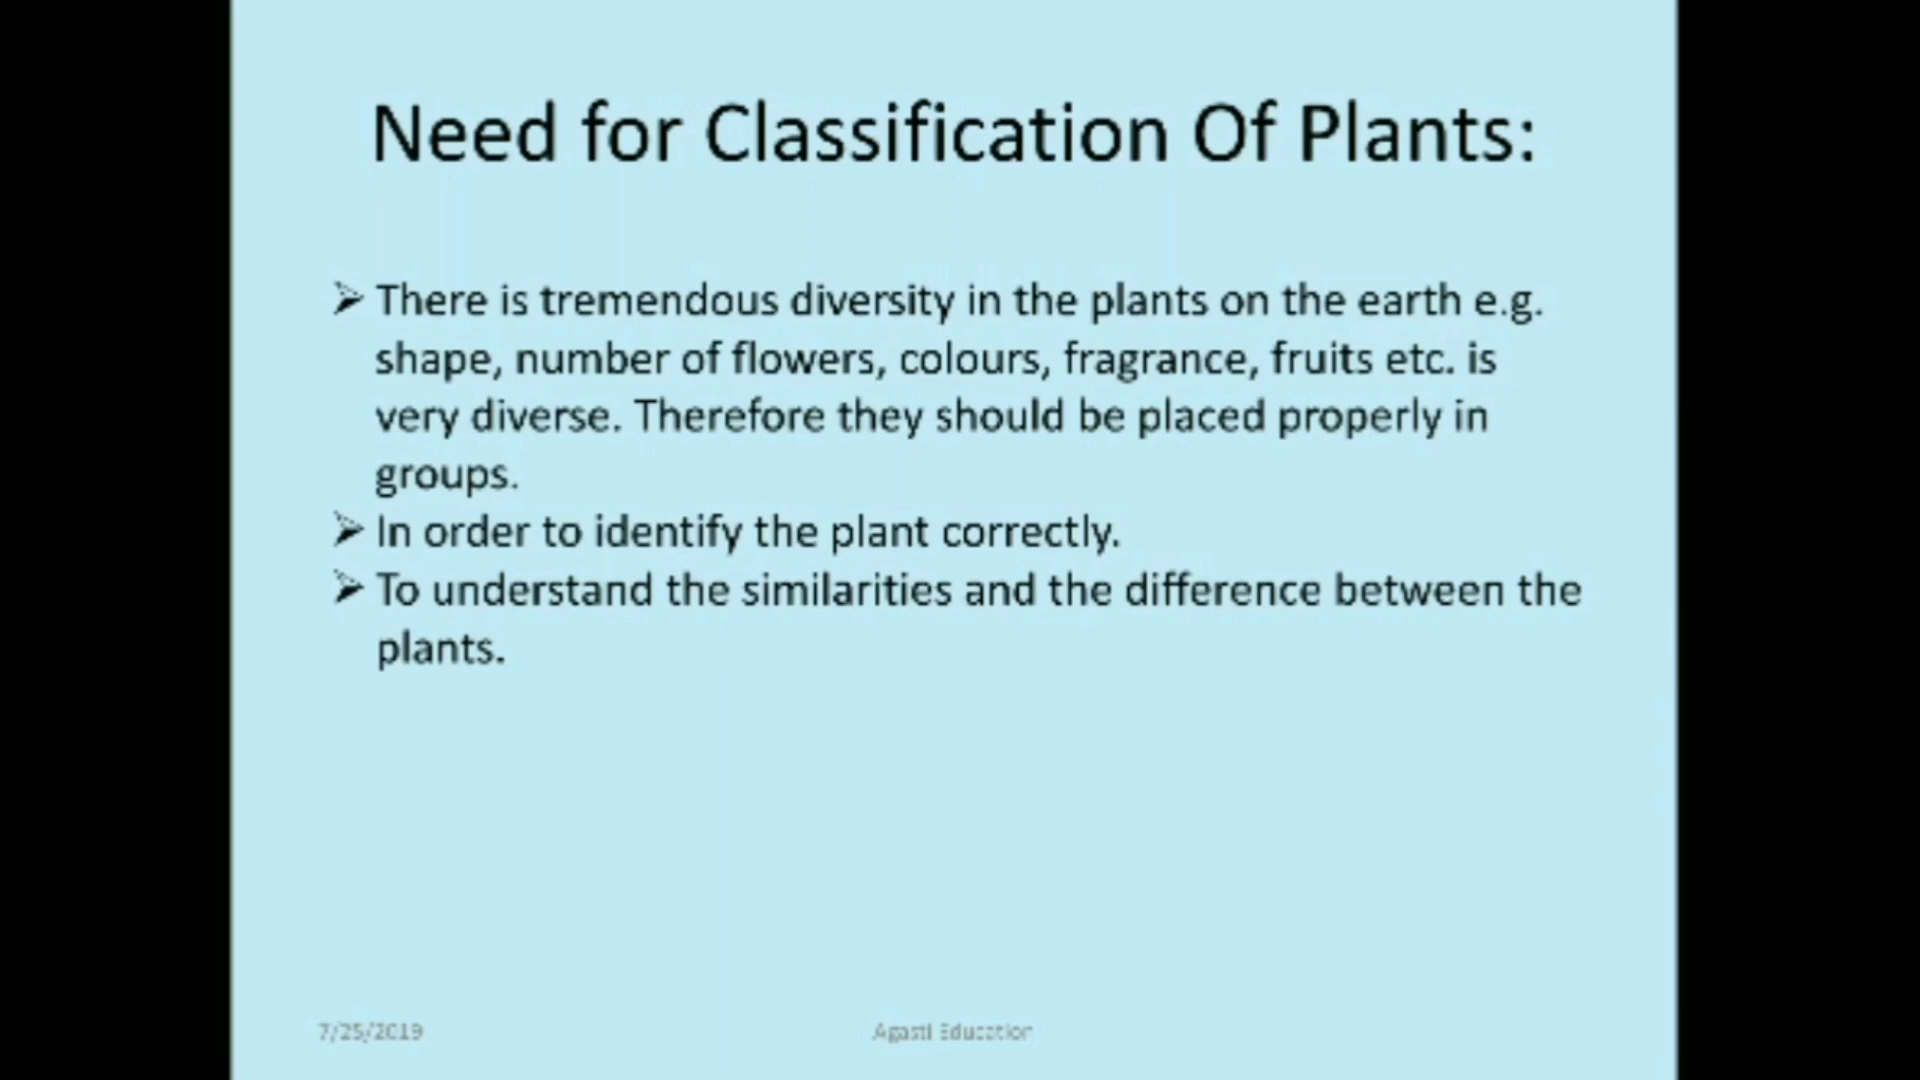 Need for Classification Of Plants:
➢ There is tremendous diversity in the plants on the earth e.g.
shape, number of flowers, colours, fragrance, fruits etc. is
very diverse. Therefore they should be placed properly in
groups.
➢ In order to identify the plant correctly.
➢ To understand the similarities and the difference between the
plants.
7/25/2019
Agasti Education